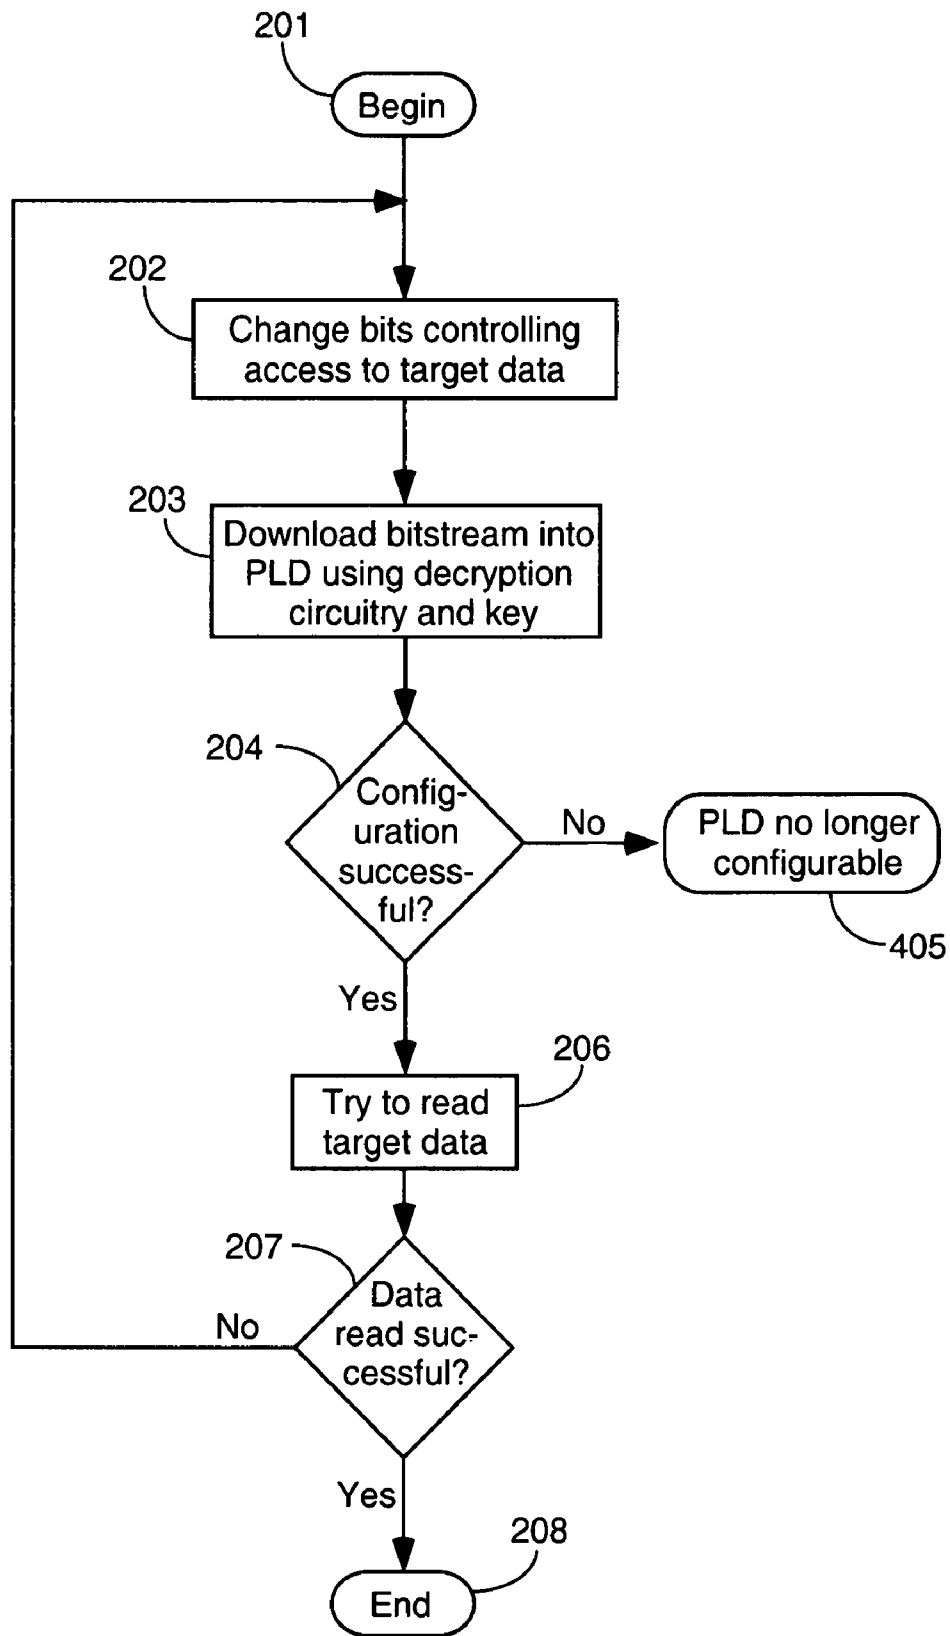 201
Begin
202
Change bits controlling
access to target data
203
Download bitstream into
PLD using decryption
circuitry and key
204
Config-
uration
success-
ful?
No
PLD no longer
configurable
405
Yes
206
Try to read
target data
207
Data
read suc-
cessful?
No
Yes
208
End